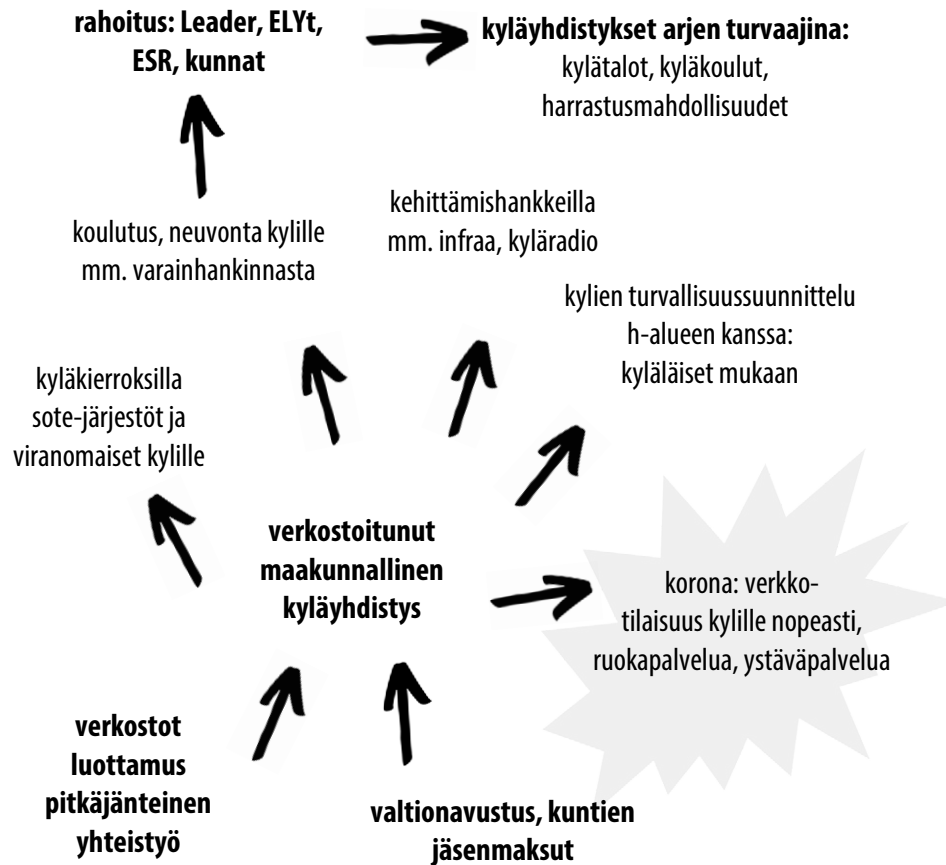 rahoitus: Leader, ELYt,
ESR, kunnat
kyläyhdistykset arjen turvaajina:
kylätalot, kyläkoulut,
harrastusmahdollisuudet
koulutus, neuvonta kylille
mm. varainhankinnasta
kehittämishankkeilla
mm. infraa, kyläradio
kylien turvallisuussuunnittelu
h-alueen kanssa:
kyläläiset mukaan
kyläkierroksilla
sote-järjestöt ja
viranomaiset kylille
verkostoitunut
maakunnallinen
kyläyhdistys
korona: verkko-
tilaisuus kylille nopeasti,
ruokapalvelua, ystäväpalvelua
verkostot
luottamus
pitkäjänteinen
yhteistyö
valtionavustus, kuntien
jäsenmaksut